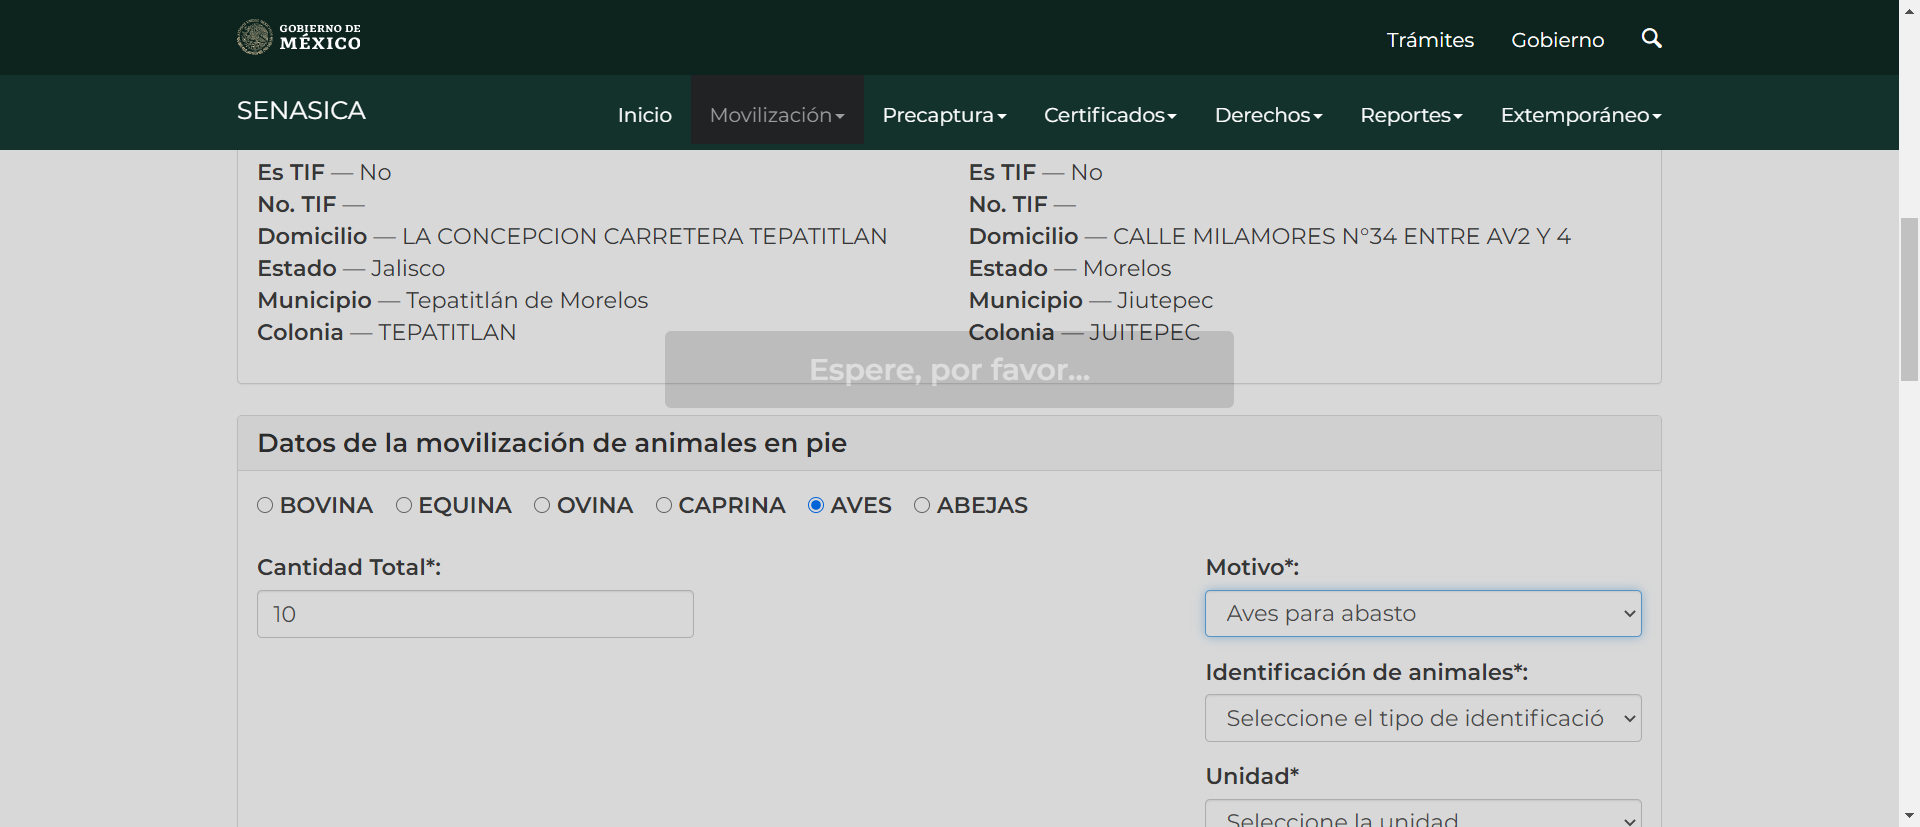 GOBIERNO DE
MÉXICO
Trámites
Gobierno
SENASICA
Inicio
Movilización
Precaptura
Certificados
Derechos
Reportes
Extemporáneo
Es TIF — No
No. TIF —
Domicilio — LA CONCEPCION CARRETERA TEPATITLAN
Estado — Jalisco
Municipio — Tepatitlán de Morelos
Colonia — TEPATITLAN
Es TIF — No
No. TIF —
Domicilio — CALLE MILAMORES N°34 ENTRE AV2 Y 4
Estado — Morelos
Municipio — Jiutepec
Colonia — JUITEPEC
Espere, por favor...
Datos de la movilización de animales en pie
BOVINA
EQUINA
OVINA
CAPRINA
AVES
ABEJAS
Cantidad Total*:
10
Motivo*:
Aves para abasto
Identificación de animales*:
Seleccione el tipo de identificació
Unidad*
Seleccione la unidad